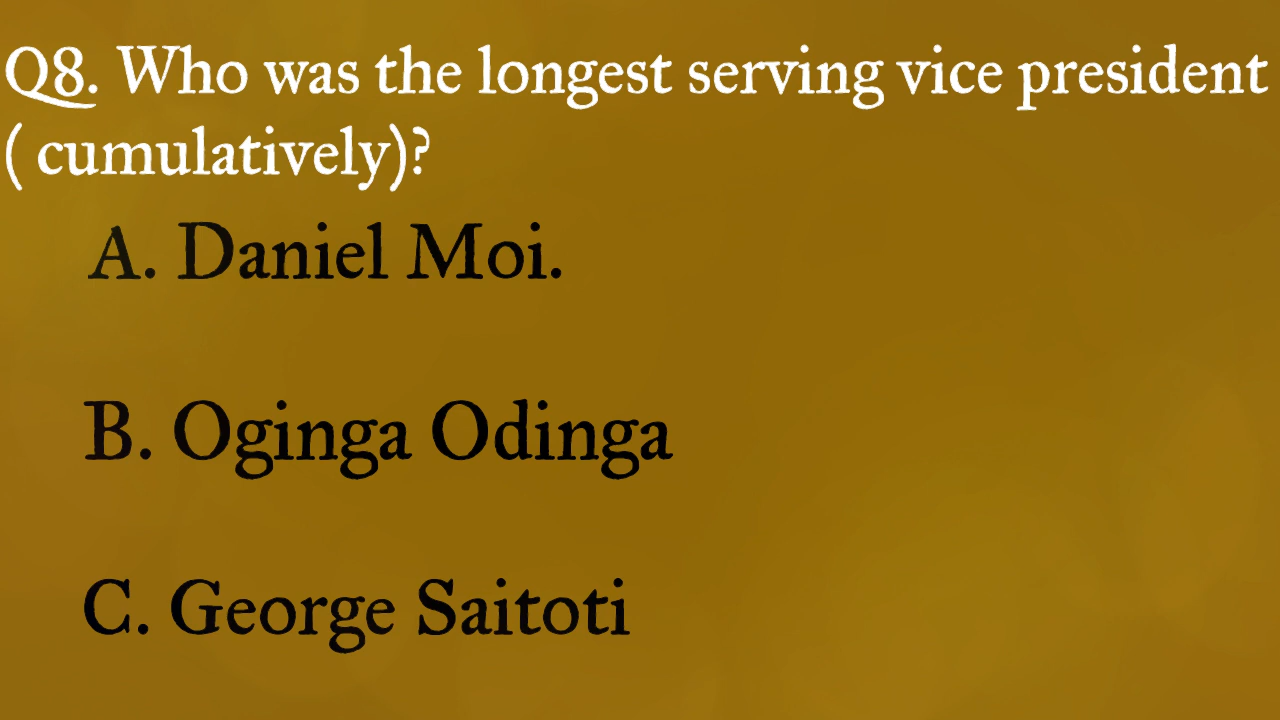 Q8. Who was the longest serving vice president
( cumulatively)?
A. Daniel Moi.
B. Oginga Odinga
C. George Saitoti